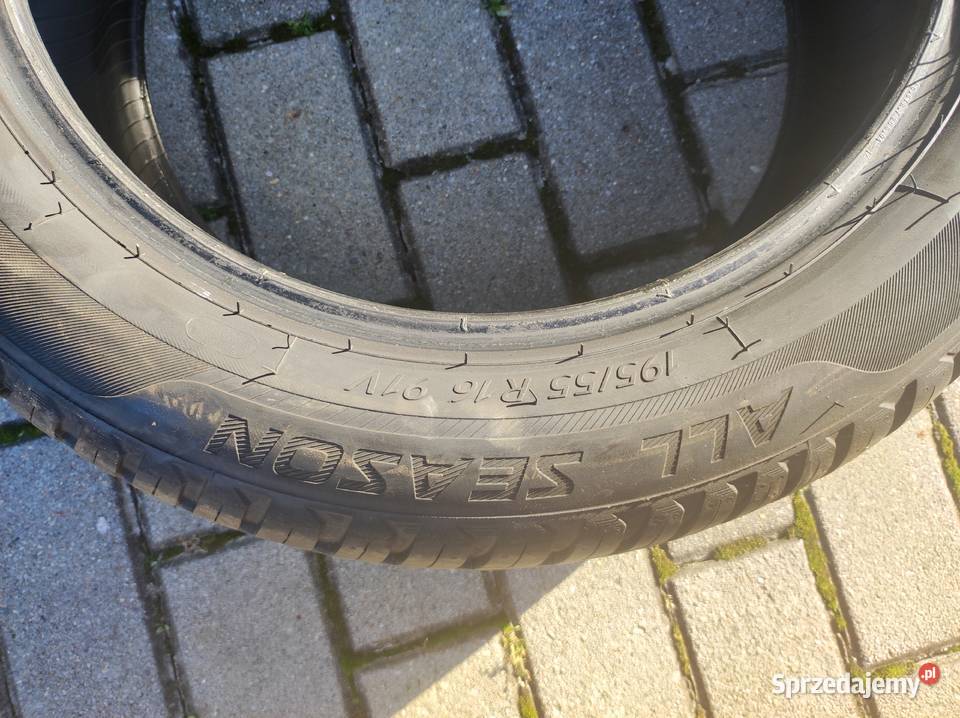 195/55 R16 91V
ALL SEASON
Sprzedajemy.pl